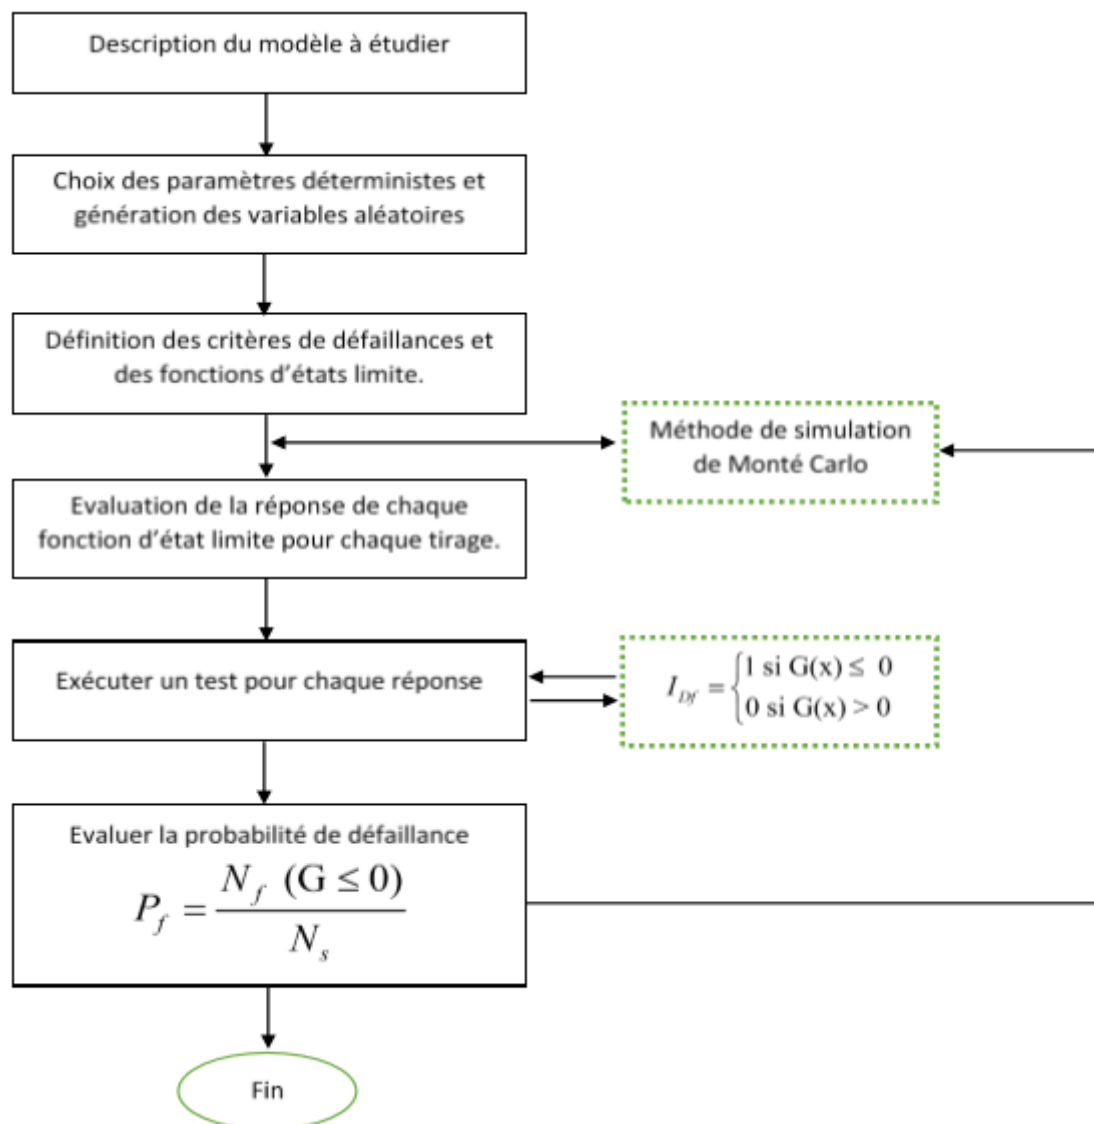 Description du modèle à étudier
Choix des paramètres déterministes et
génération des variables aléatoires
Définition des critères de défaillances et
des fonctions d'états limite.
Méthode de simulation
de Monté Carlo
Evaluation de la réponse de chaque
fonction d'état limite pour chaque tirage.
Exécuter un test pour chaque réponse
I_{Df} = { 1 si G(x) ≤ 0
0 si G(x) > 0
Evaluer la probabilité de défaillance
P_f = N_f (G ≤ 0) / N_s
Fin